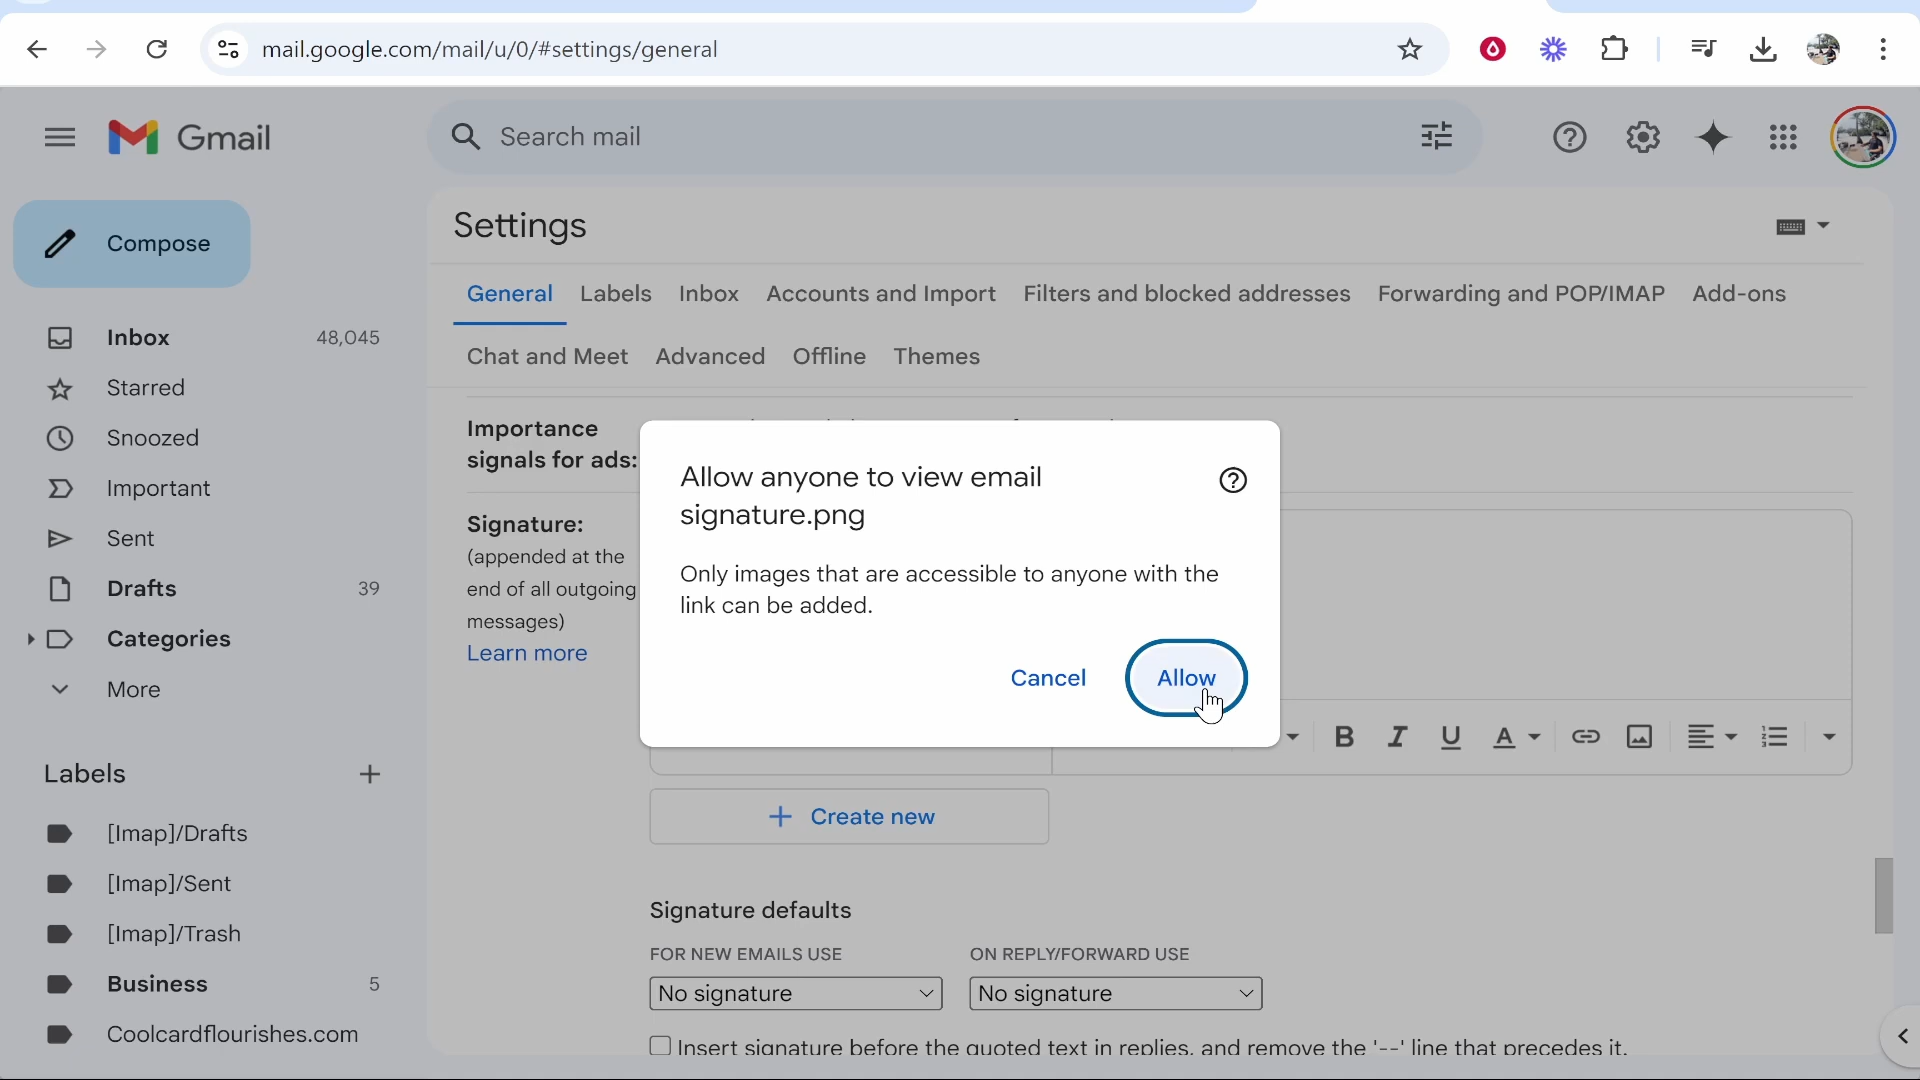 mail.google.com/mail/u/0/#settings/general
Gmail
Search mail
Compose
Inbox 48,045
Starred
Snoozed
Important
Sent
Drafts 39
Categories
More
Labels
[Imap]/Drafts
[Imap]/Sent
[Imap]/Trash
Business 5
Coolcardflourishes.com
Settings
General Labels Inbox Accounts and Import Filters and blocked addresses Forwarding and POP/IMAP Add-ons
Chat and Meet Advanced Offline Themes
Importance
signals for ads:
Signature:
(appended at the
end of all outgoing
messages)
Learn more
Allow anyone to view email
signature.png
Only images that are accessible to anyone with the
link can be added.
Cancel Allow
Create new
Signature defaults
FOR NEW EMAILS USE ON REPLY/FORWARD USE
No signature No signature
Insert signature before the quoted text in replies, and remove the '--' line that precedes it.